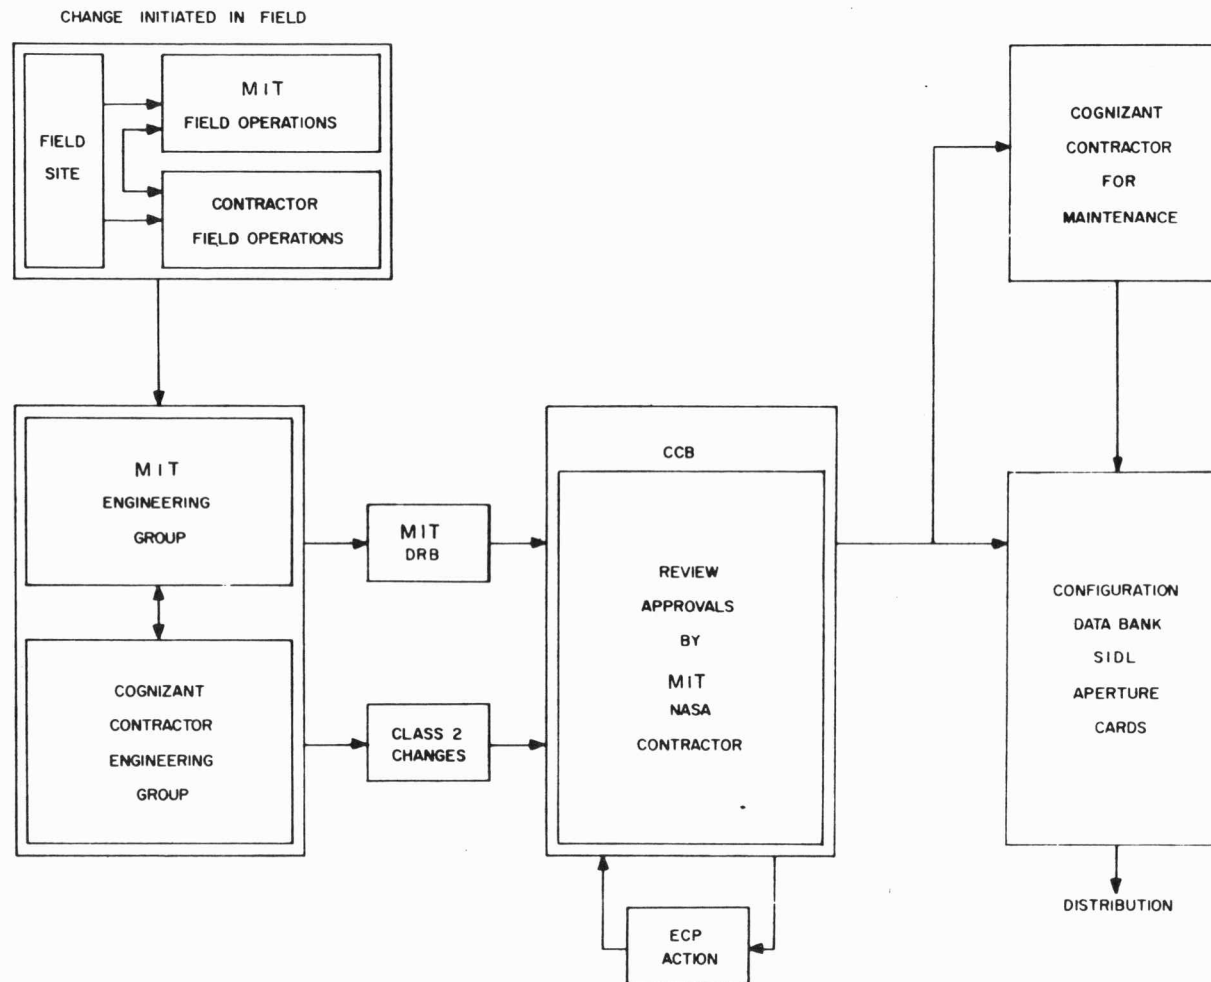 CHANGE INITIATED IN FIELD
FIELD
SITE
MIT
FIELD OPERATIONS
CONTRACTOR
FIELD OPERATIONS
COGNIZANT
CONTRACTOR
FOR
MAINTENANCE
MIT
ENGINEERING
GROUP
COGNIZANT
CONTRACTOR
ENGINEERING
GROUP
MIT
DRB
CLASS 2
CHANGES
CCB
REVIEW
APPROVALS
BY
MIT
NASA
CONTRACTOR
ECP
ACTION
CONFIGURATION
DATA BANK
SIDL
APERTURE
CARDS
DISTRIBUTION